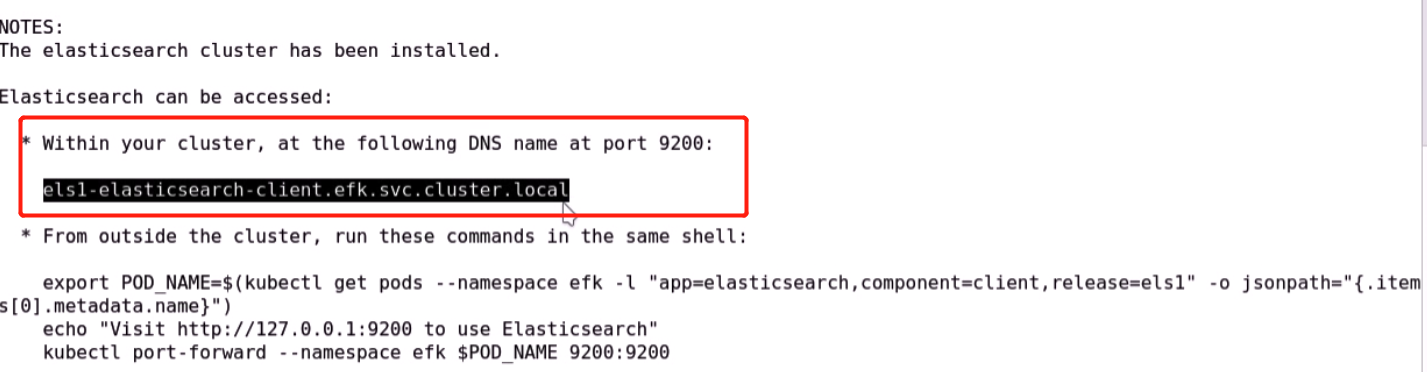 NOTES:
The elasticsearch cluster has been installed.
Elasticsearch can be accessed:
* Within your cluster, at the following DNS name at port 9200:
els1-elasticsearch-client.efk.svc.cluster.local
* From outside the cluster, run these commands in the same shell:
export POD_NAME=$(kubectl get pods --namespace efk -l "app=elasticsearch,component=client,release=els1" -o jsonpath="{.item
s[0].metadata.name}")
echo "Visit http://127.0.0.1:9200 to use Elasticsearch"
kubectl port-forward --namespace efk $POD_NAME 9200:9200